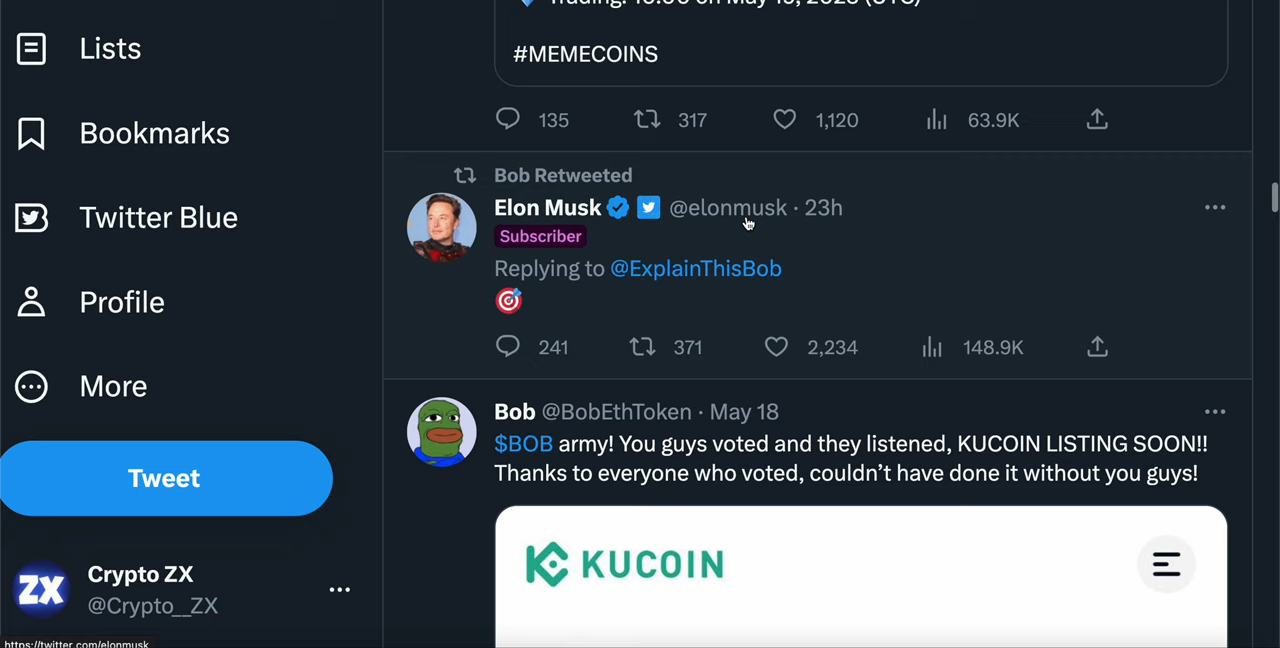 Lists
Bookmarks
Twitter Blue
Profile
More
Tweet
Crypto ZX
@Crypto__ZX
https://twitter.com/elonmusk
#MEMECOINS
135 317 1,120 63.9K
Bob Retweeted
Elon Musk @elonmusk · 23h
Subscriber
Replying to @ExplainThisBob
241 371 2,234 148.9K
Bob @BobEthToken · May 18
$BOB army! You guys voted and they listened, KUCOIN LISTING SOON!!
Thanks to everyone who voted, couldn't have done it without you guys!
KUCOIN
ZX